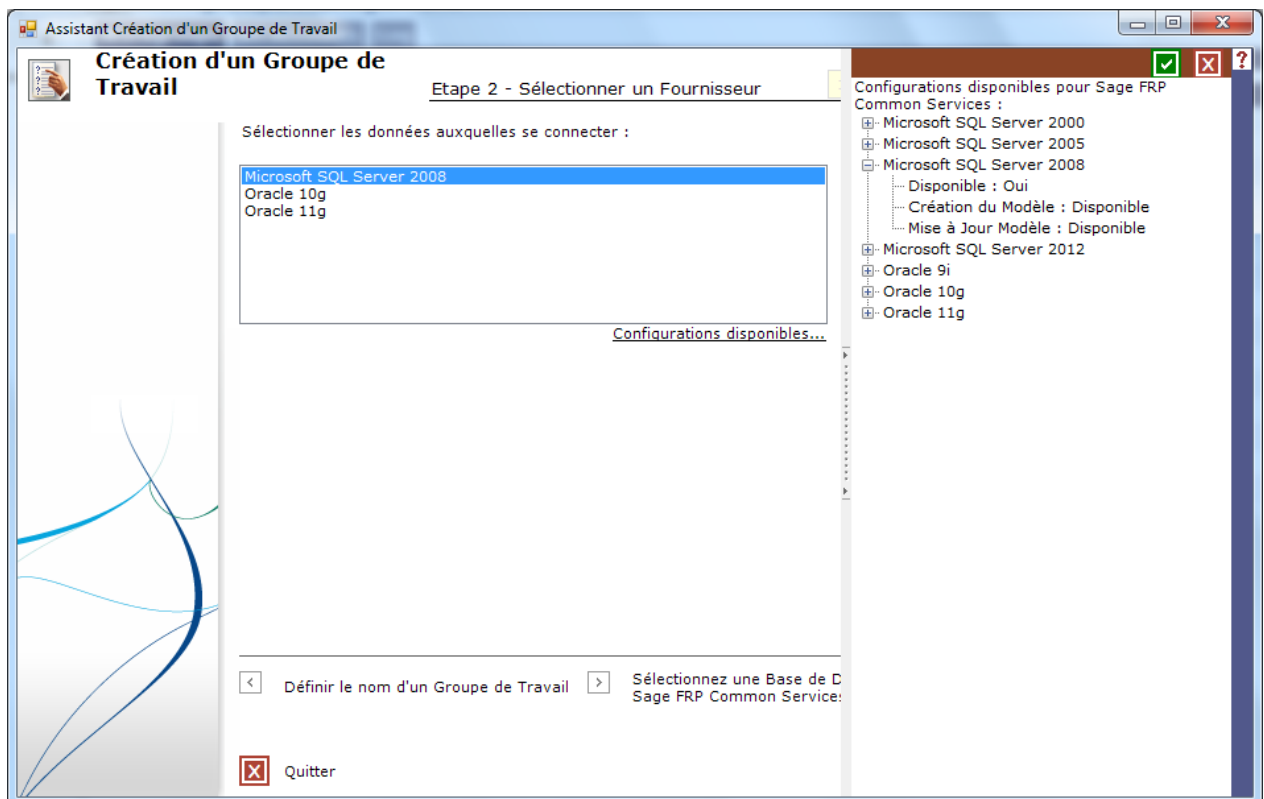 Assistant Création d'un Groupe de Travail
Création d'un Groupe de
Travail
Etape 2 - Sélectionner un Fournisseur
Sélectionner les données auxquelles se connecter :
Microsoft SQL Server 2008
Oracle 10g
Oracle 11g
Configurations disponibles...
Définir le nom d'un Groupe de Travail
Sélectionnez une Base de D
Sage FRP Common Services
Quitter
?
Configurations disponibles pour Sage FRP
Common Services :
Microsoft SQL Server 2000
Microsoft SQL Server 2005
Microsoft SQL Server 2008
Disponible : Oui
Création du Modèle : Disponible
Mise à Jour Modèle : Disponible
Microsoft SQL Server 2012
Oracle 9i
Oracle 10g
Oracle 11g